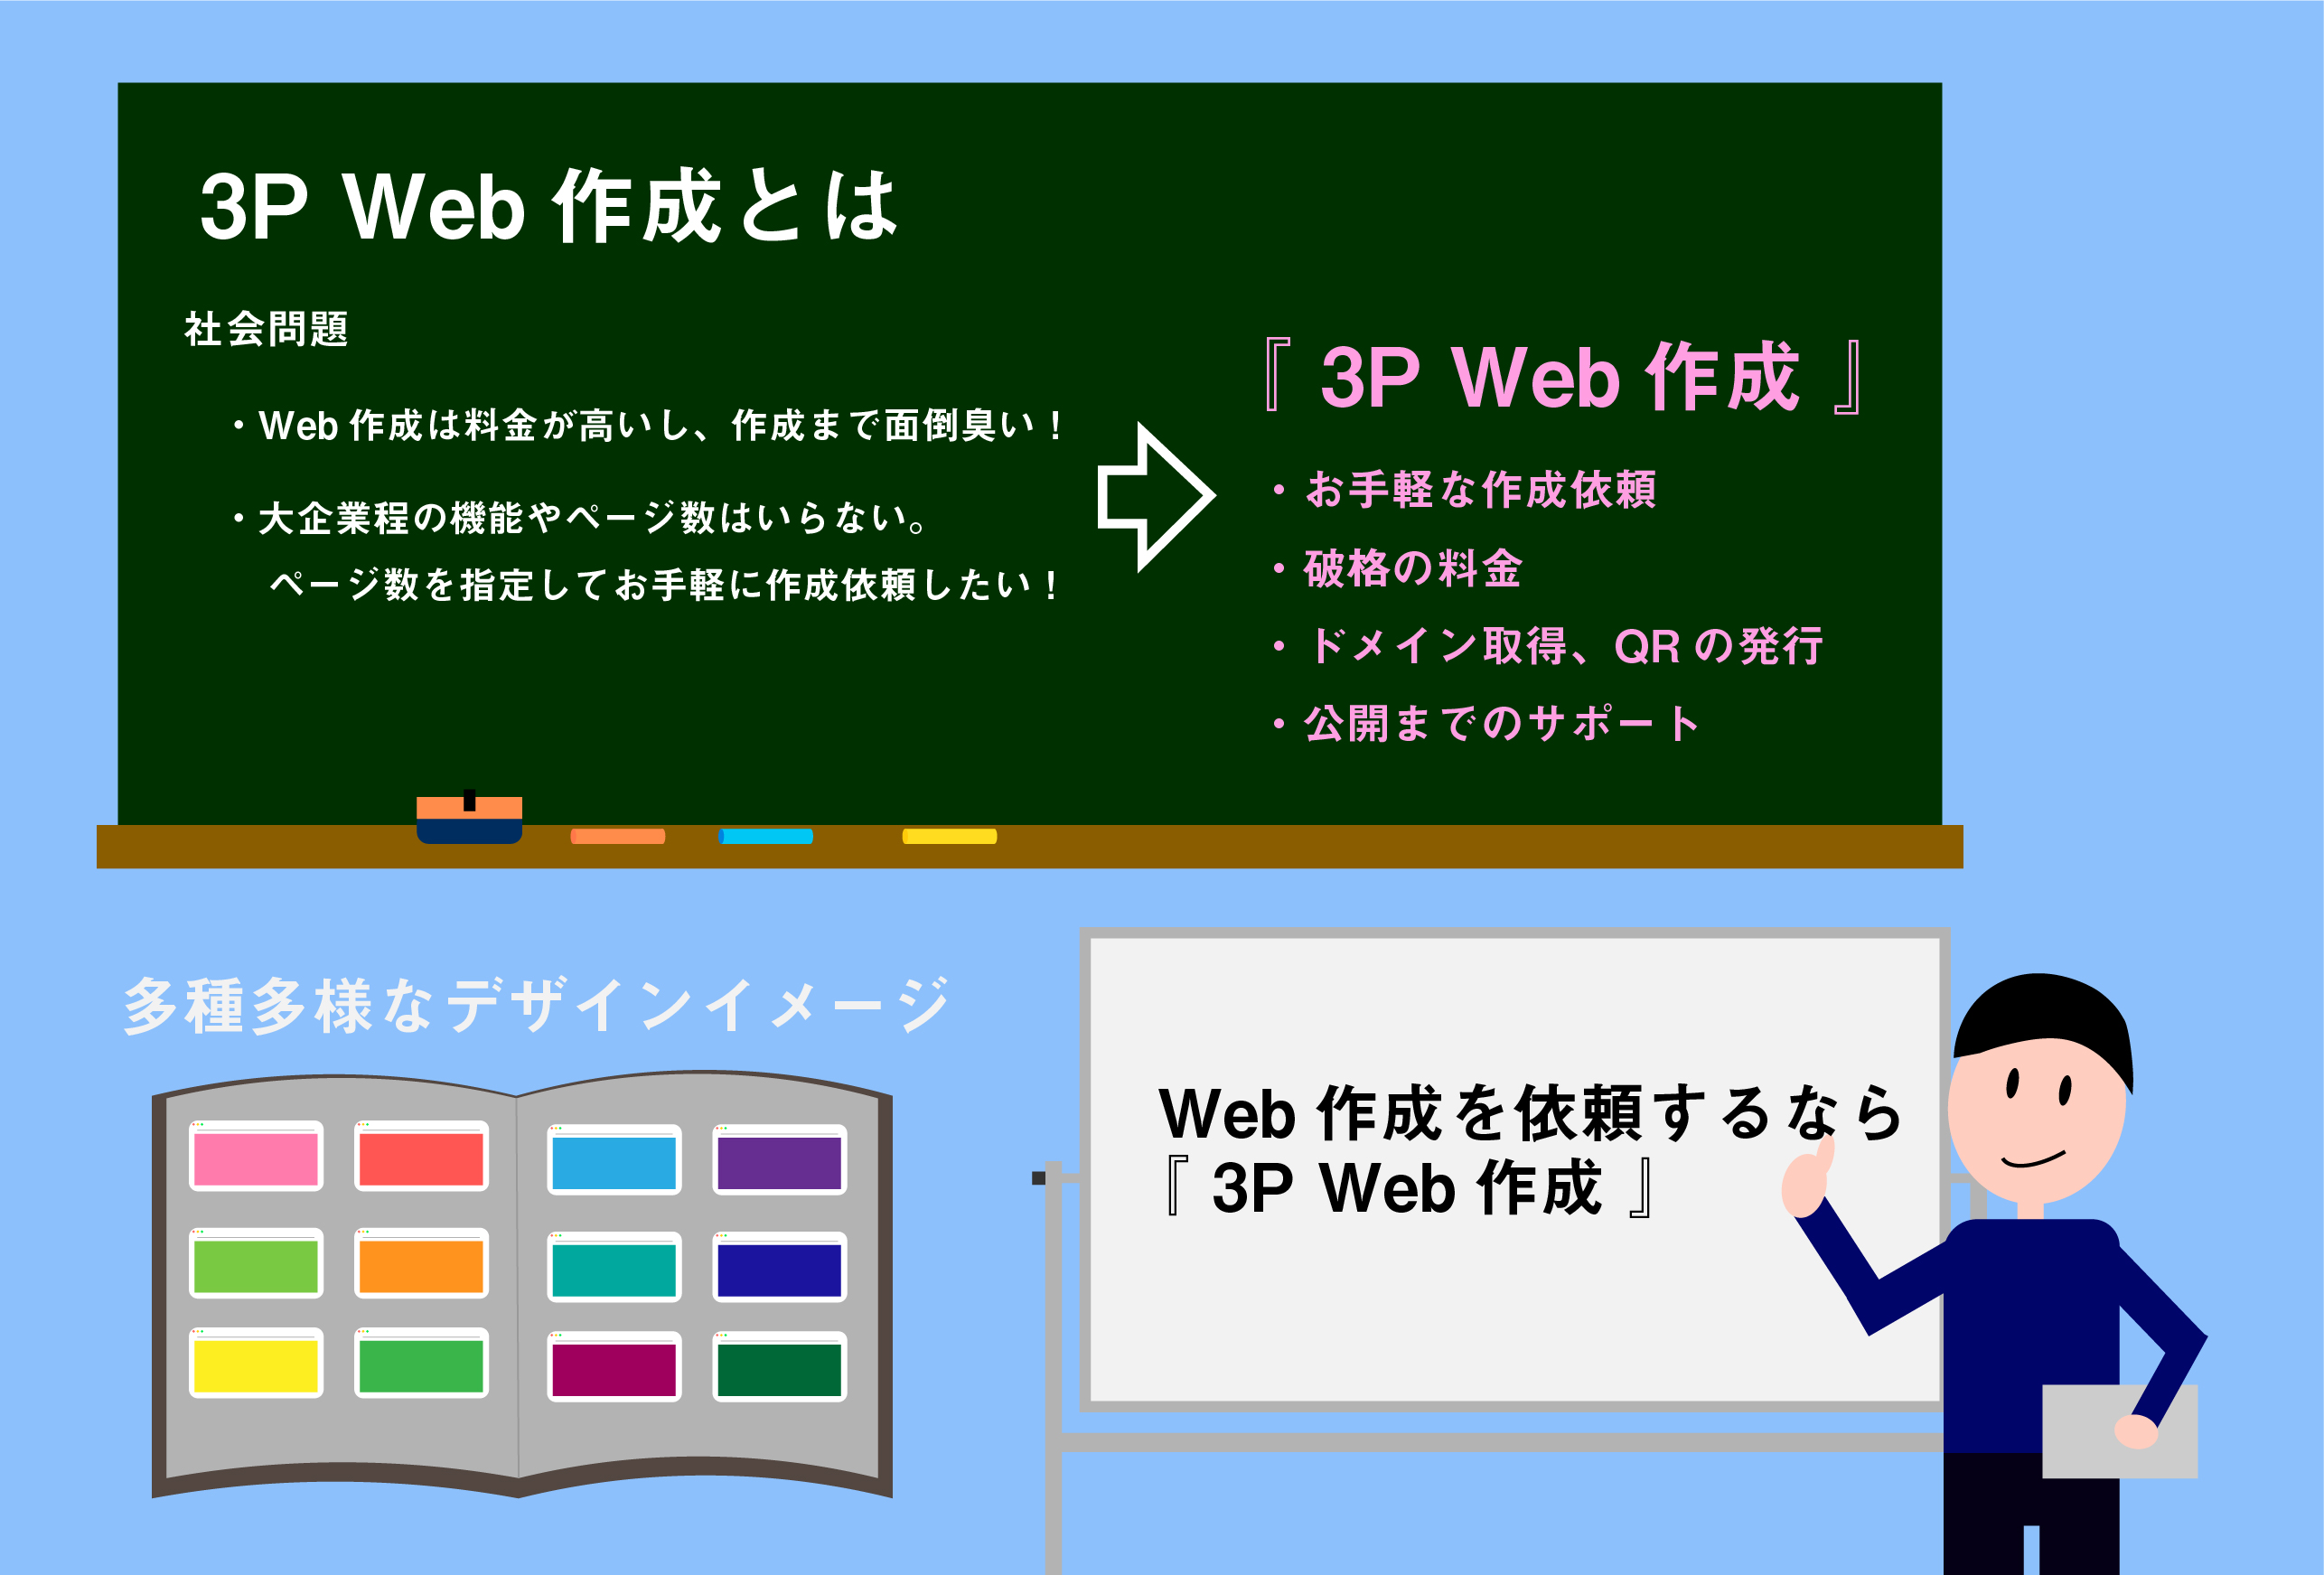 3P Web 作成とは
社会問題
・Web 作成は料金が高いし、作成まで面倒臭い！
・大企業程の機能やページ数はいらない。
ページ数を指定してお手軽に作成依頼したい！
『 3P Web 作成 』
・お手軽な作成依頼
・破格の料金
・ドメイン取得、QR の発行
・公開までのサポート
多種多様なデザインイメージ
Web 作成を依頼するなら
『 3P Web 作成 』